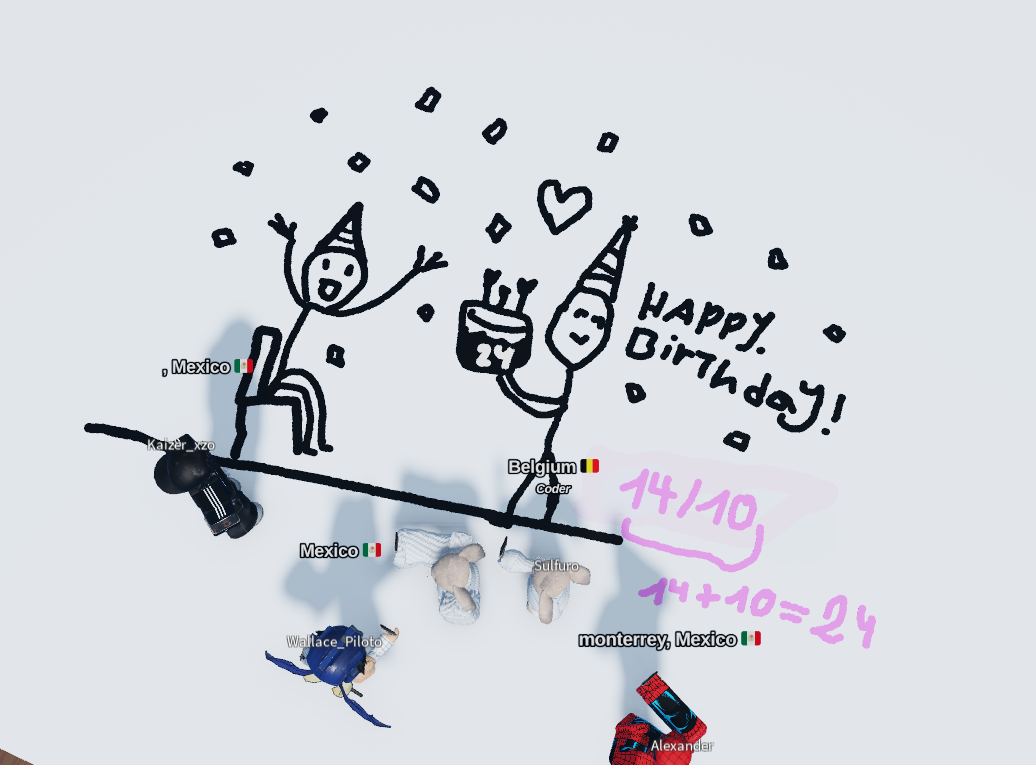 24
HAPPY
BirThday!
, Mexico
Kaizer_xzo
Belgium
Coder
14/10
Mexico
Sulfuro
14+10=24
Wallace_Piloto
monterrey, Mexico
Alexander